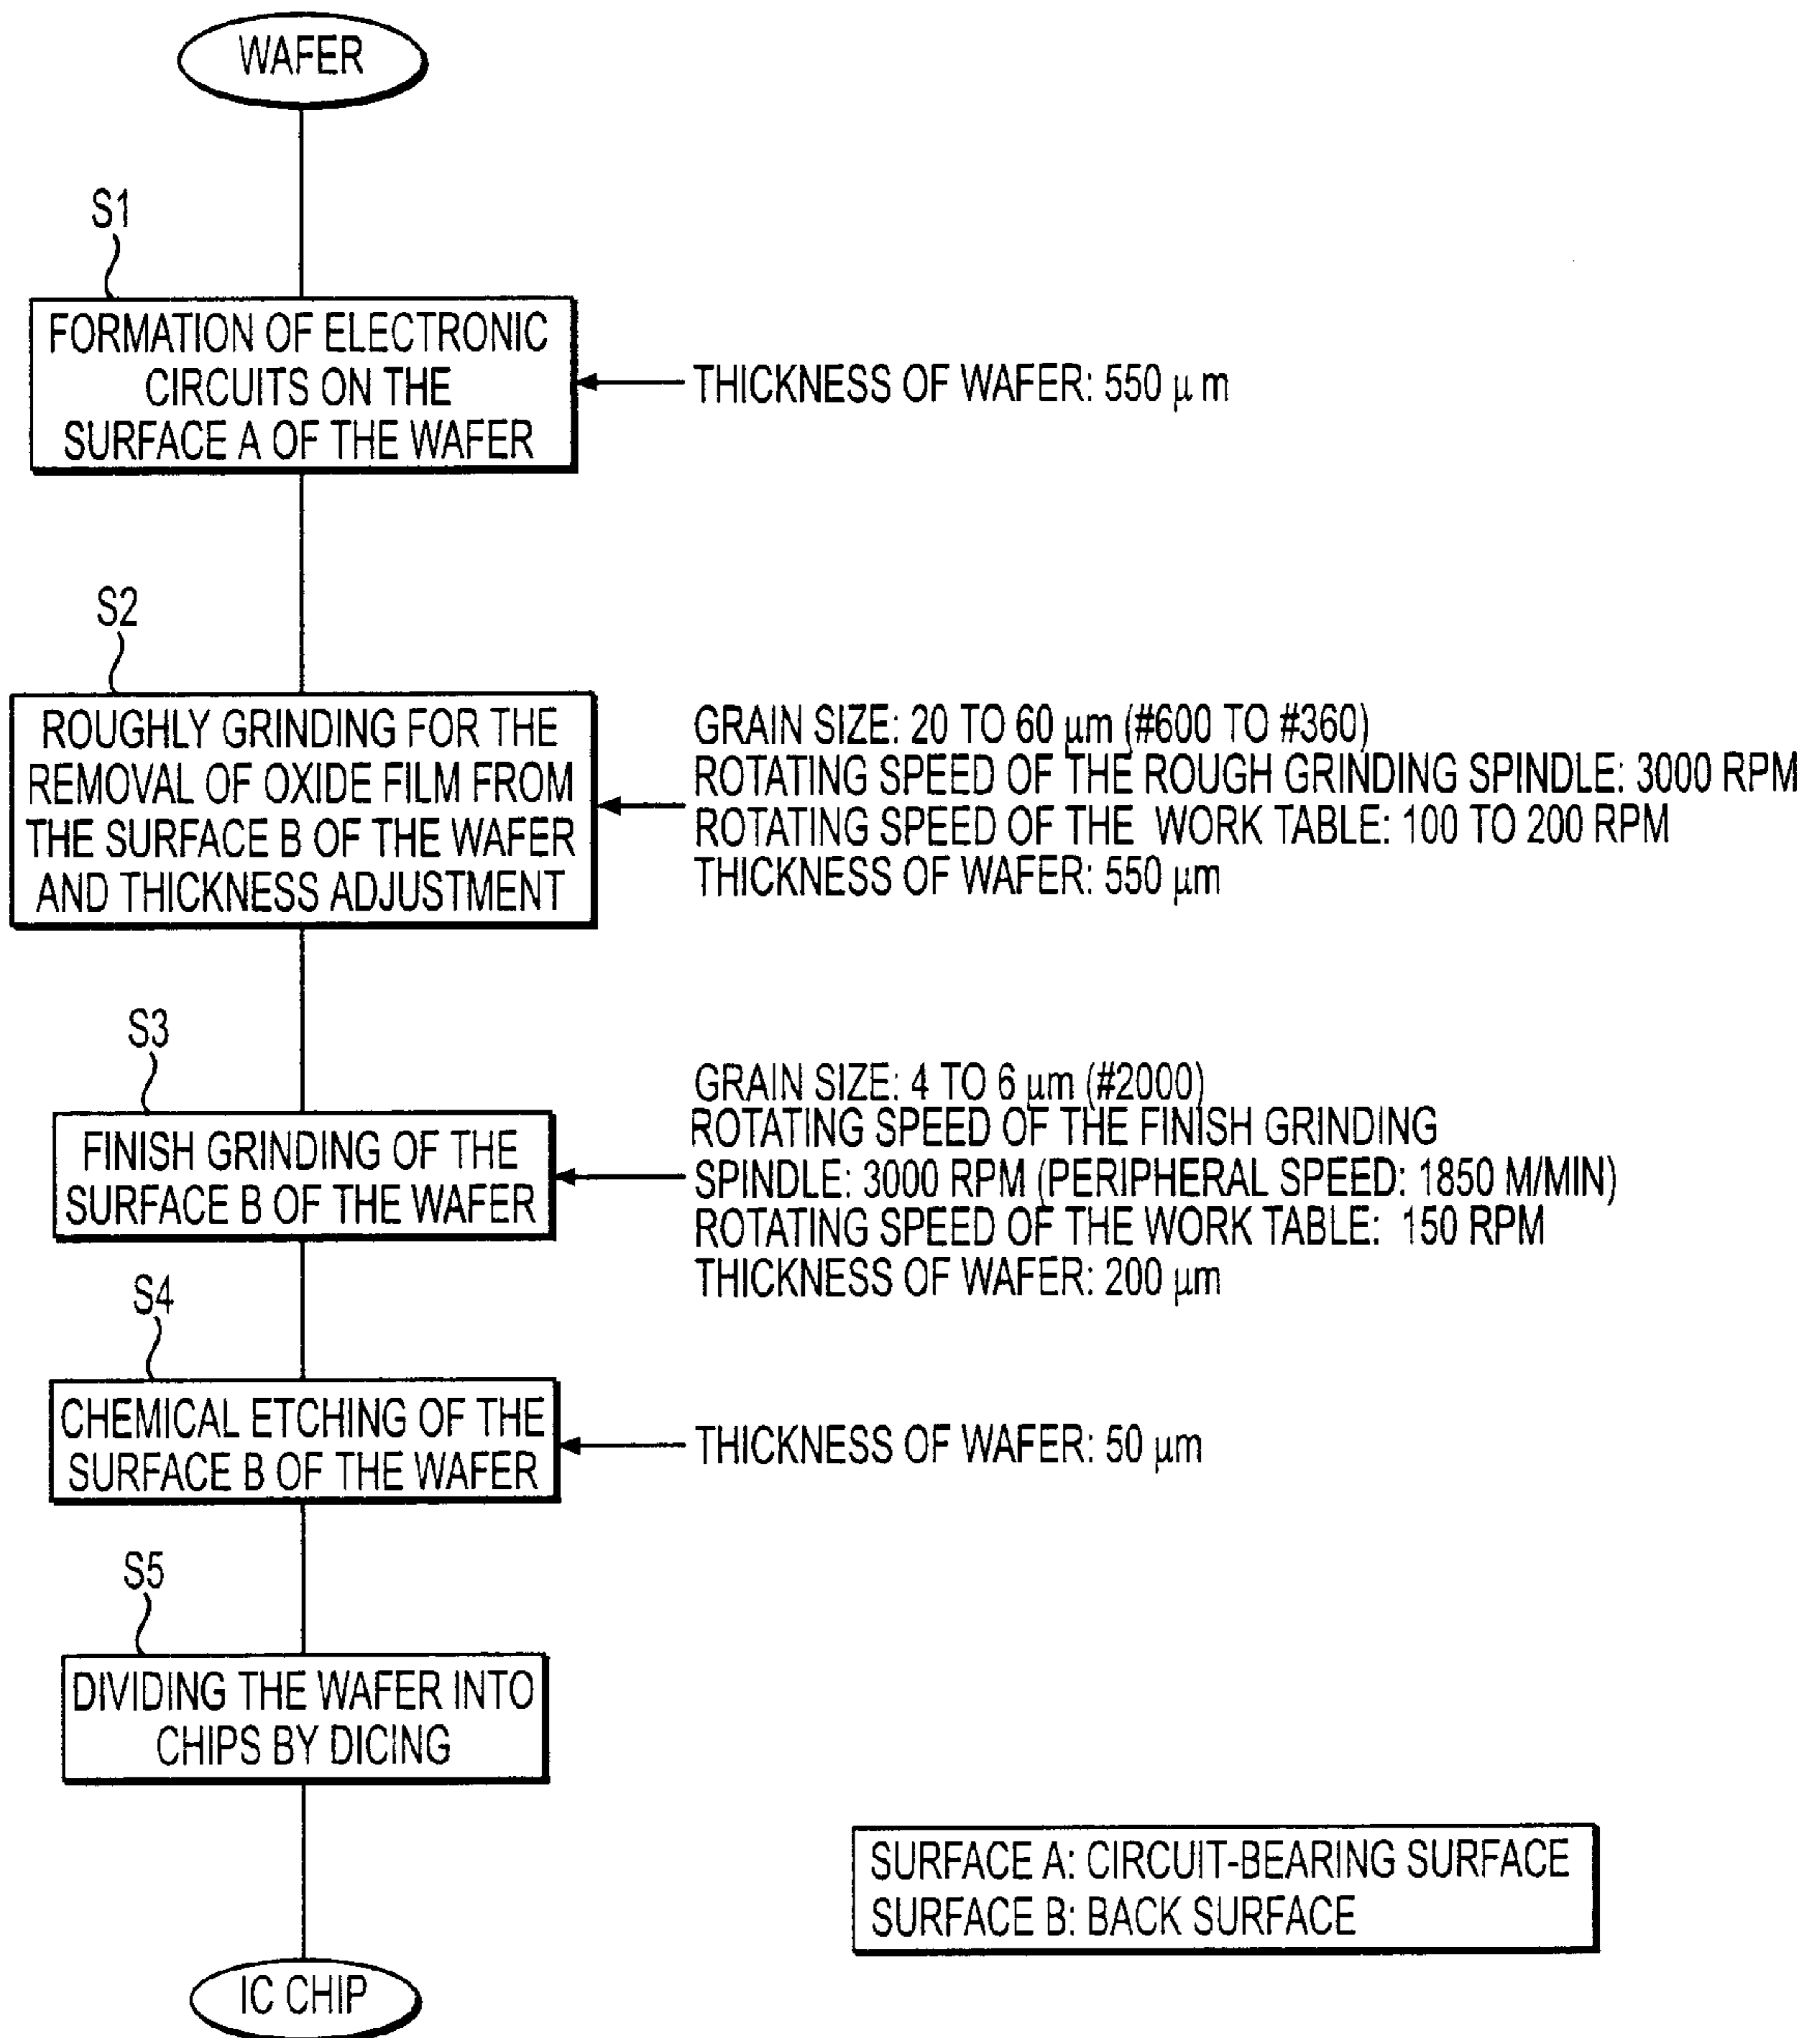 WAFER
S1
FORMATION OF ELECTRONIC
CIRCUITS ON THE
SURFACE A OF THE WAFER
THICKNESS OF WAFER: 550 μm
S2
ROUGHLY GRINDING FOR THE
REMOVAL OF OXIDE FILM FROM
THE SURFACE B OF THE WAFER
AND THICKNESS ADJUSTMENT
GRAIN SIZE: 20 TO 60 μm (#600 TO #360)
ROTATING SPEED OF THE ROUGH GRINDING SPINDLE: 3000 RPM
ROTATING SPEED OF THE WORK TABLE: 100 TO 200 RPM
THICKNESS OF WAFER: 550 μm
S3
FINISH GRINDING OF THE
SURFACE B OF THE WAFER
GRAIN SIZE: 4 TO 6 μm (#2000)
ROTATING SPEED OF THE FINISH GRINDING
SPINDLE: 3000 RPM (PERIPHERAL SPEED: 1850 M/MIN)
ROTATING SPEED OF THE WORK TABLE: 150 RPM
THICKNESS OF WAFER: 200 μm
S4
CHEMICAL ETCHING OF THE
SURFACE B OF THE WAFER
THICKNESS OF WAFER: 50 μm
S5
DIVIDING THE WAFER INTO
CHIPS BY DICING
SURFACE A: CIRCUIT-BEARING SURFACE
SURFACE B: BACK SURFACE
IC CHIP